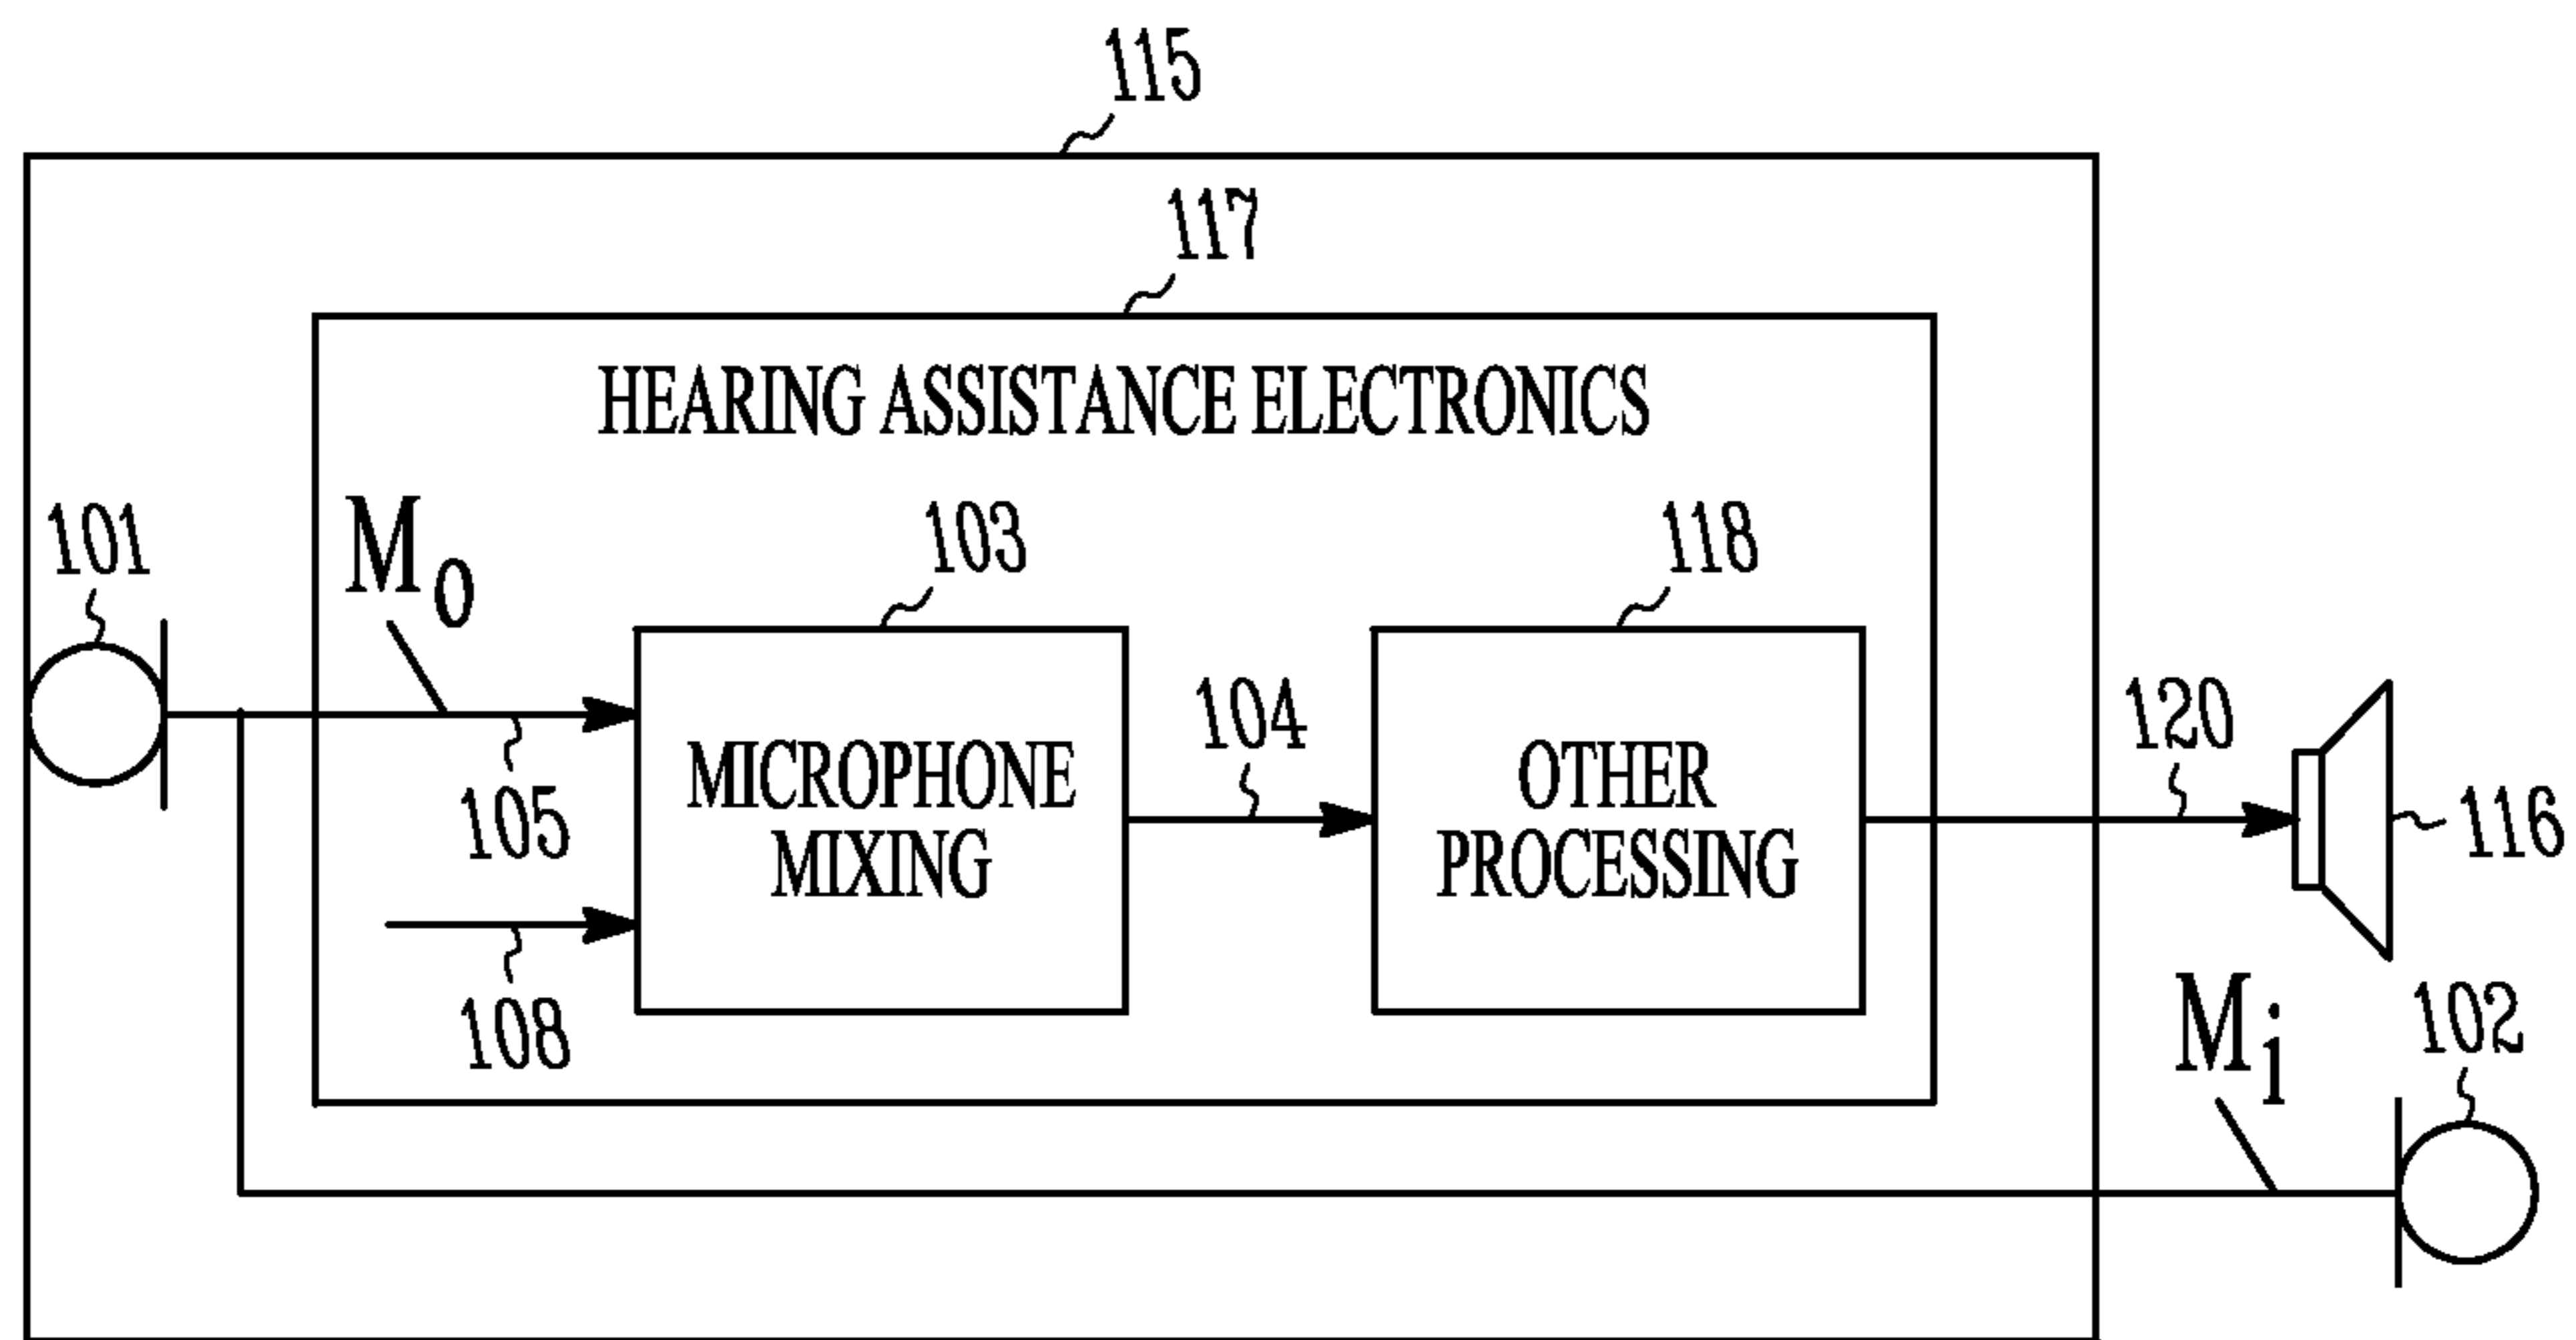 115
117
HEARING ASSISTANCE ELECTRONICS
101
Mo
103
118
105
MICROPHONE
MIXING
104
OTHER
PROCESSING
120
116
108
Mi
102